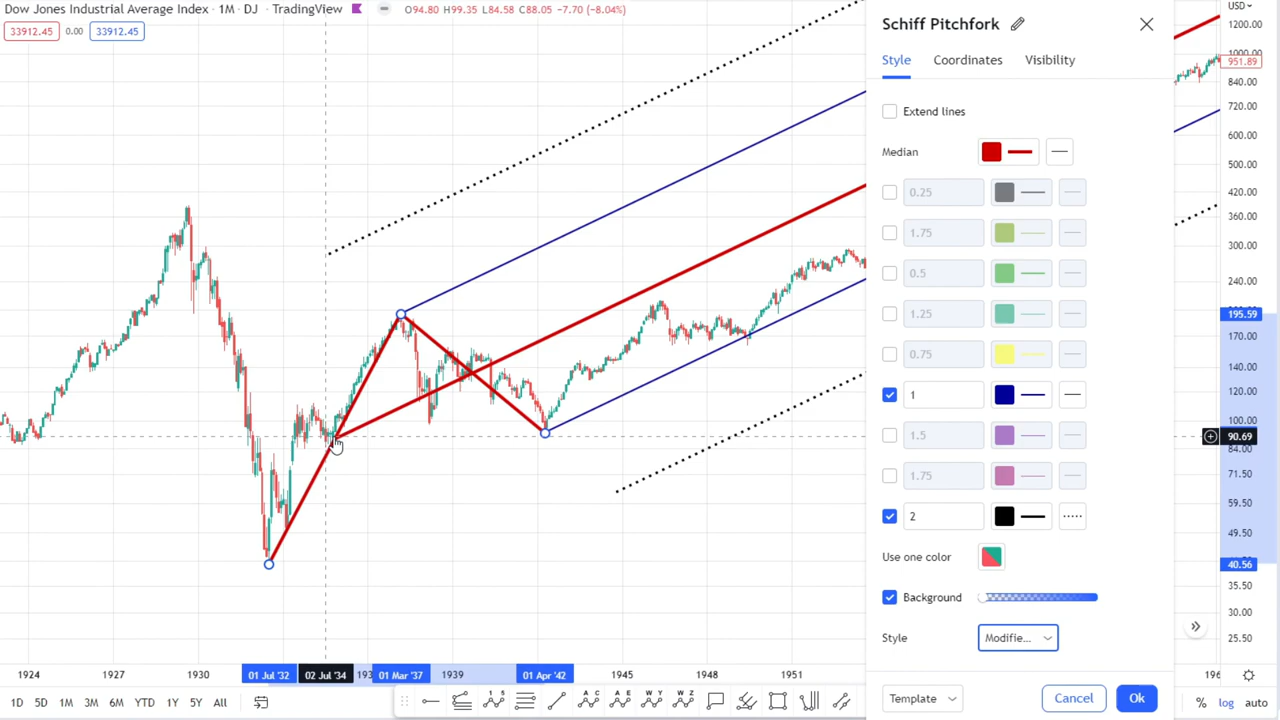 Dow Jones Industrial Average Index · 1M · DJ · TradingView O94.80 H99.35 L84.58 C88.05 −7.70 (−8.04%)
33912.45 0.00 33912.45
USD
1200.00
951.89
840.00
720.00
600.00
500.00
420.00
360.00
300.00
240.00
195.59
170.00
140.00
120.00
100.00
90.69
84.00
71.50
59.50
49.50
40.56
35.50
30.00
25.50
Schiff Pitchfork
Style Coordinates Visibility
Extend lines
Median
0.25
1.75
0.5
1.25
0.75
1
1.5
1.75
2
Use one color
Background
Style Modifie...
Template Cancel Ok
1924 1927 1930 01 Jul '32 02 Jul '34 01 Mar '37 1939 01 Apr '42 1945 1948 1951
1D 5D 1M 3M 6M YTD 1Y 5Y All % log auto